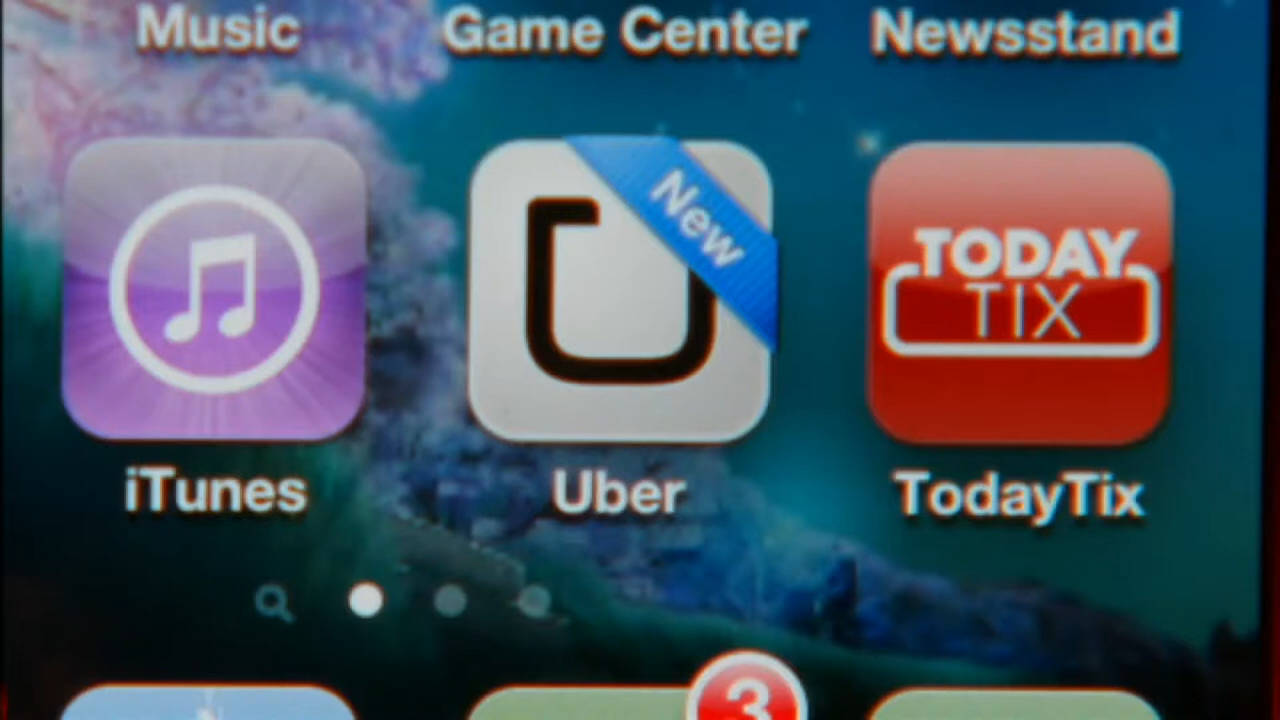 Music Game Center Newsstand
New
TODAY
TIX
iTunes Uber TodayTix
3